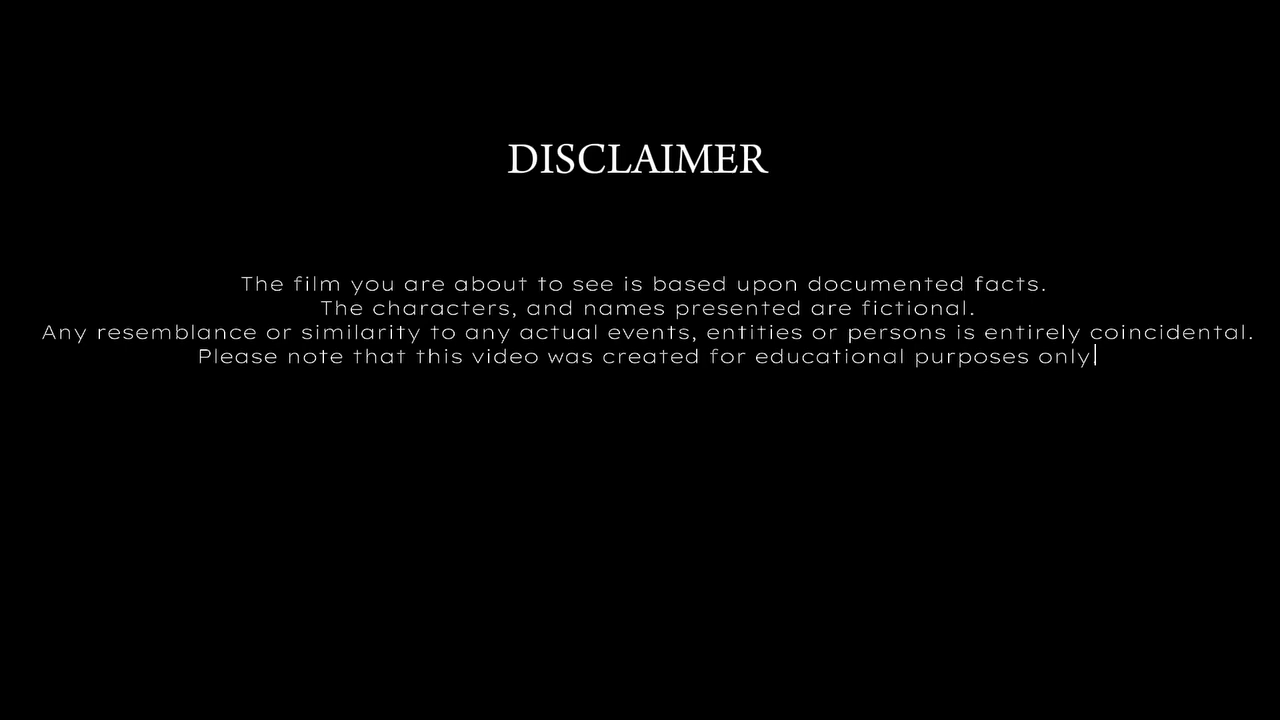 DISCLAIMER
The film you are about to see is based upon documented facts.
The characters, and names presented are fictional.
Any resemblance or similarity to any actual events, entities or persons is entirely coincidental.
Please note that this video was created for educational purposes only